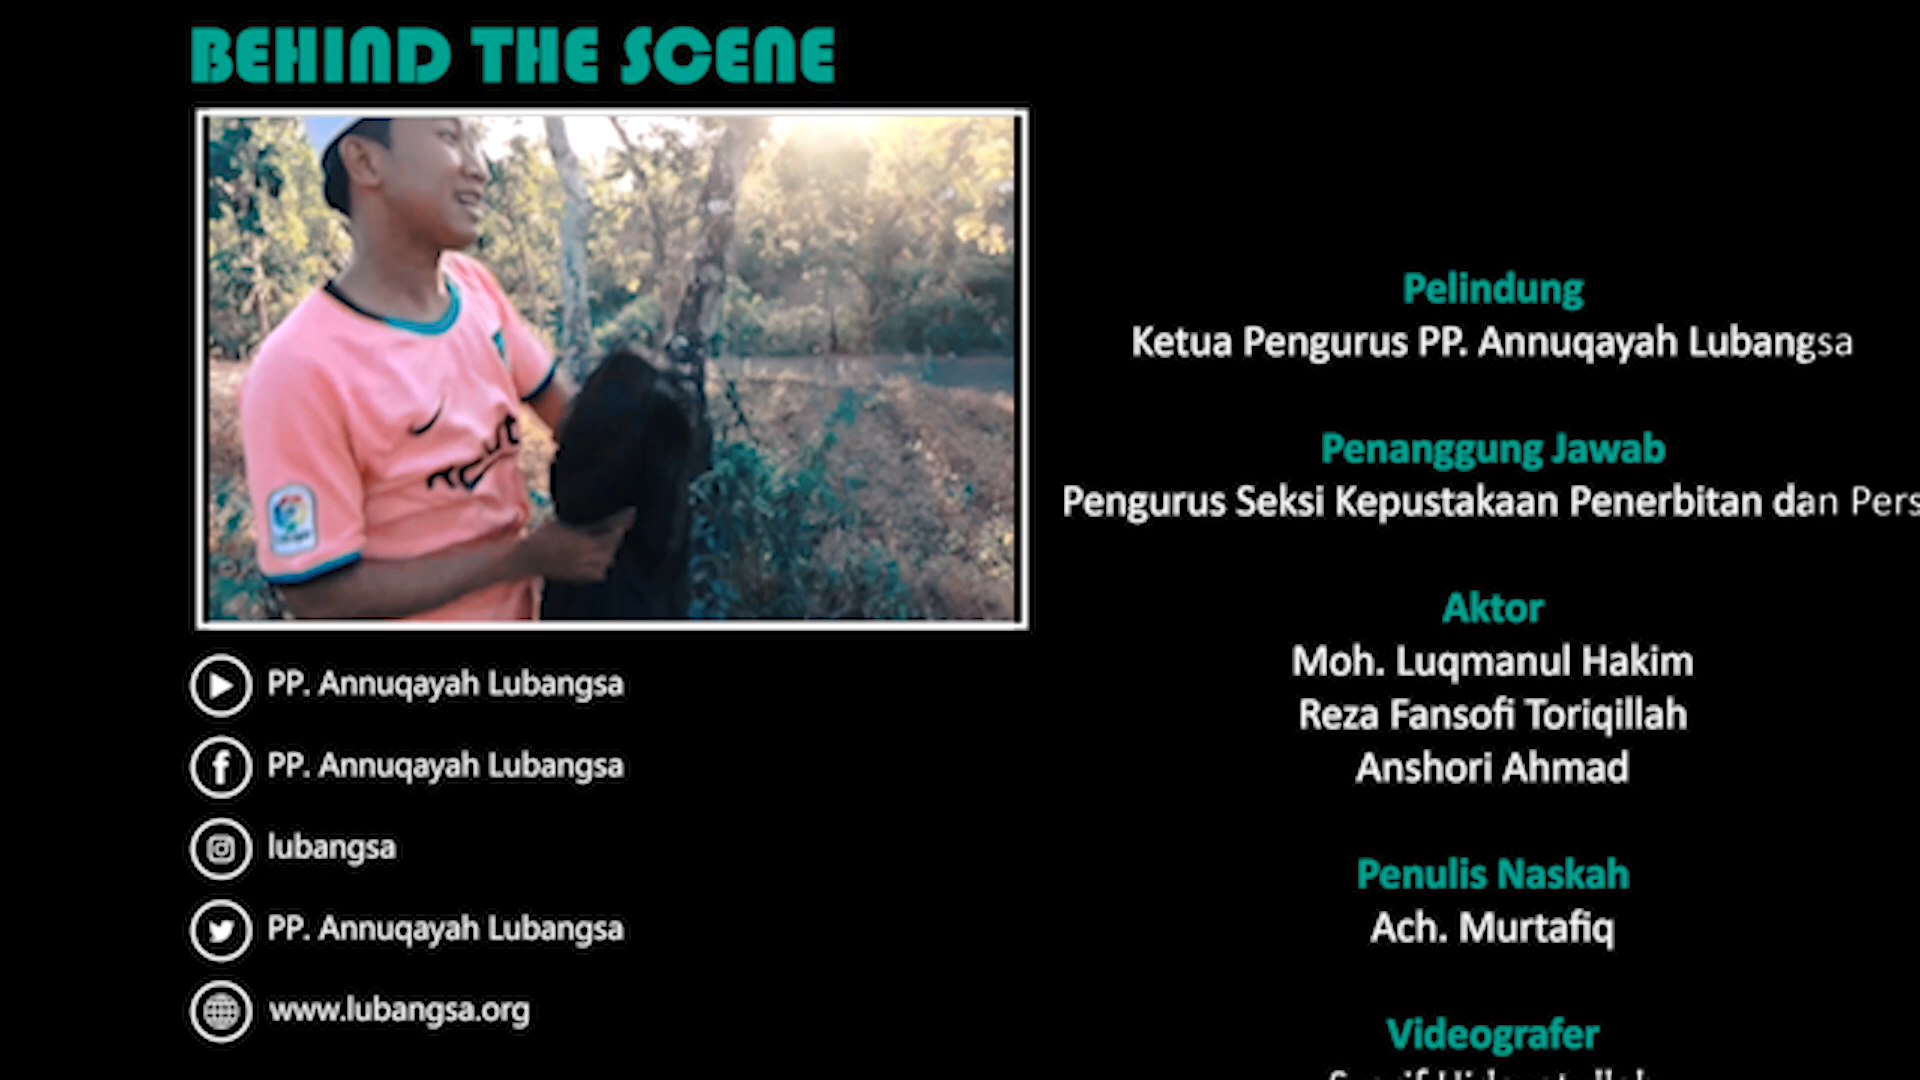 BEHIND THE SCENE
PP. Annuqayah Lubangsa
PP. Annuqayah Lubangsa
lubangsa
PP. Annuqayah Lubangsa
www.lubangsa.org
Pelindung
Ketua Pengurus PP. Annuqayah Lubangsa
Penanggung Jawab
Pengurus Seksi Kepustakaan Penerbitan dan Pers
Aktor
Moh. Luqmanul Hakim
Reza Fansofi Toriqillah
Anshori Ahmad
Penulis Naskah
Ach. Murtafiq
Videografer